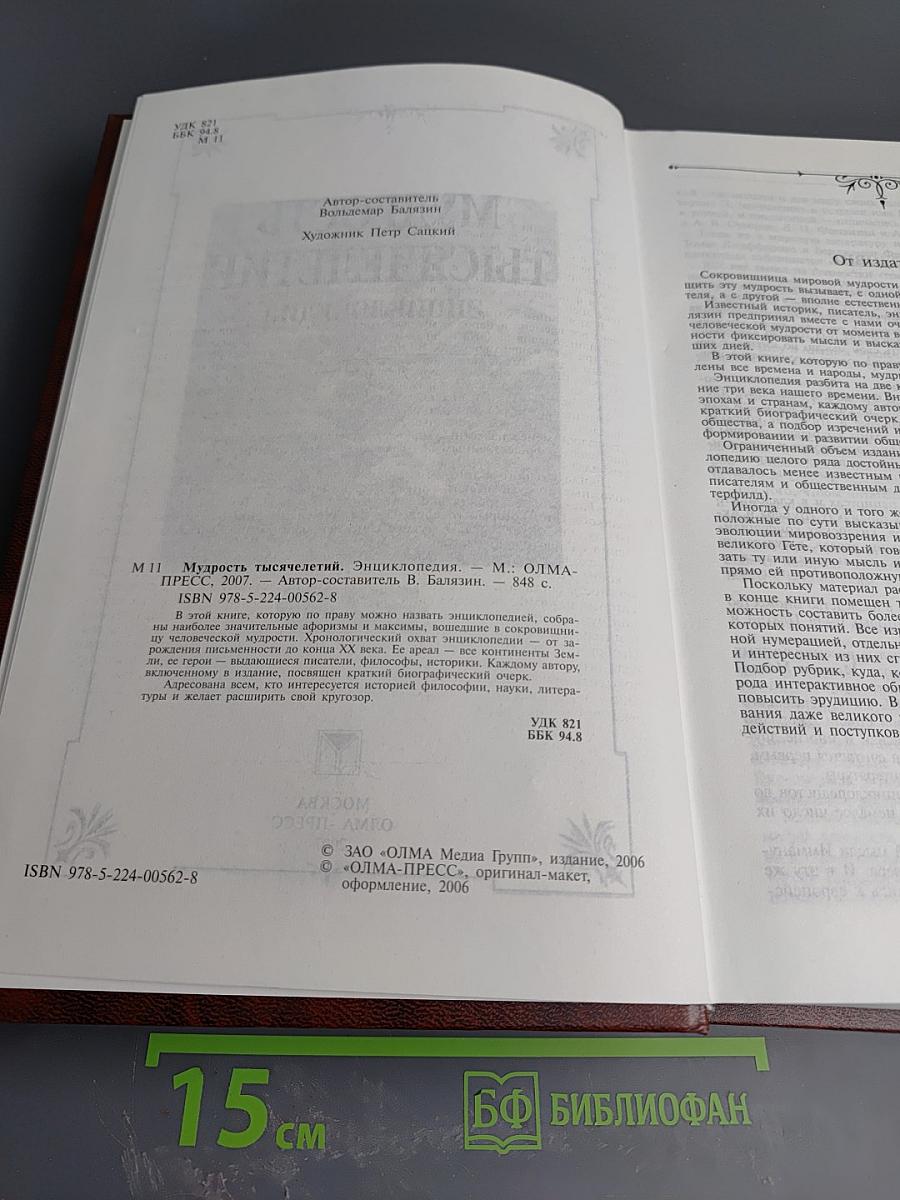 УДК 821
ББК 94.8
М 11
Автор-составитель
Вольдемар Балязин
Художник Петр Сацкий
М 11 Мудрость тысячелетий. Энциклопедия. — М.: ОЛМА-
ПРЕСС, 2007. — Автор-составитель В. Балязин. — 848 с.
ISBN 978-5-224-00562-8
В этой книге, которую по праву можно назвать энциклопедией, собра-
ны наиболее значительные афоризмы и максимы, вошедшие в сокровищни-
цу человеческой мудрости. Хронологический охват энциклопедии — от за-
рождения письменности до конца XX века. Ее ареал — все континенты Зем-
ли, ее герои — выдающиеся писатели, философы, историки. Каждому автору,
включенному в издание, посвящен краткий биографический очерк.
Адресована всем, кто интересуется историей философии, науки, литера-
туры и желает расширить свой кругозор.
УДК 821
ББК 94.8
© ЗАО «ОЛМА Медиа Групп», издание, 2006
© «ОЛМА-ПРЕСС», оригинал-макет,
оформление, 2006
ISBN 978-5-224-00562-8
От изда
Сокровищница мировой мудрости
щить эту мудрость вызывает, с одной
теля, а с другой — вполне естествен
Известный историк, писатель, эн
лязин предпринял вместе с нами оч
человеческой мудрости от момента в
ности фиксировать мысли и выска
ших дней.
В этой книге, которую по прав
лены все времена и народы, мудр
Энциклопедия разбита на две к
ние три века нашего времени. Вн
эпохам и странам, каждому авто
краткий биографический очерк
общества, а подбор изречений и
формировании и развитии общ
Ограниченный объем издани
лопедию целого ряда достойны
отдавалось менее известным
писателям и общественным д
терфилд).
Иногда у одного и того ж
положные по сути высказы
эволюции мировоззрения и
великого Гёте, который гов
зать ту или иную мысль и
прямо ей противоположну
Поскольку материал рас
в конце книги помещен т
можность составить более
которых понятий. Все из
ной нумерацией, отдельн
и интересных из них сг
Подбор рубрик, куда, к
рода интерактивное об
повысить эрудицию. В
вания даже великого
действий и поступков
15 см
БФ БИБЛИОФАН